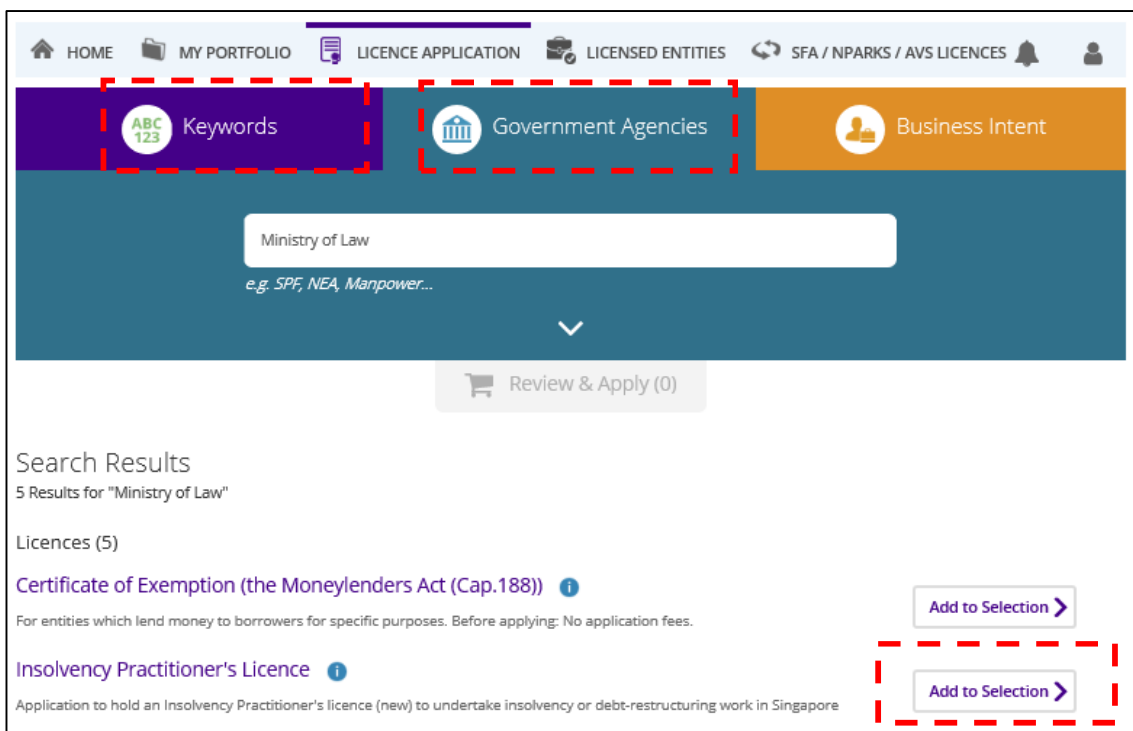 HOME MY PORTFOLIO LICENCE APPLICATION LICENSED ENTITIES SFA / NPARKS / AVS LICENCES
ABC 123 Keywords Government Agencies Business Intent
Ministry of Law
e.g. SPF, NEA, Manpower...
Review & Apply (0)
Search Results
5 Results for "Ministry of Law"
Licences (5)
Certificate of Exemption (the Moneylenders Act (Cap.188)) i
Add to Selection
For entities which lend money to borrowers for specific purposes. Before applying: No application fees.
Insolvency Practitioner's Licence i
Add to Selection
Application to hold an Insolvency Practitioner's licence (new) to undertake insolvency or debt-restructuring work in Singapore